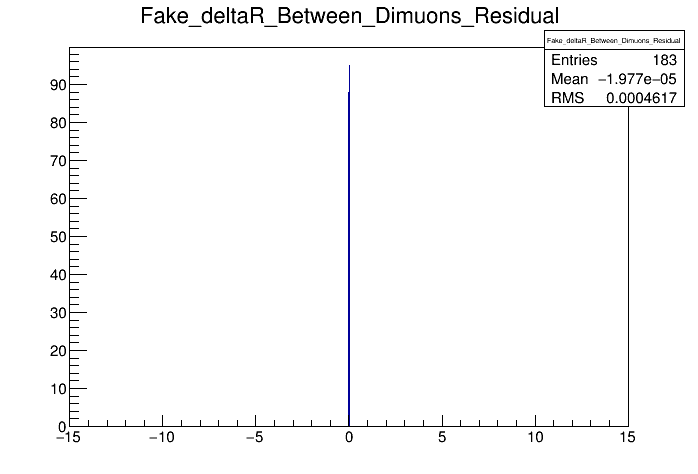 Fake_deltaR_Between_Dimuons_Residual
Fake_deltaR_Between_Dimuons_Residual
Entries 183
Mean −1.977e−05
RMS 0.0004617
90
80
70
60
50
40
30
20
10
0
−15 −10 −5 0 5 10 15